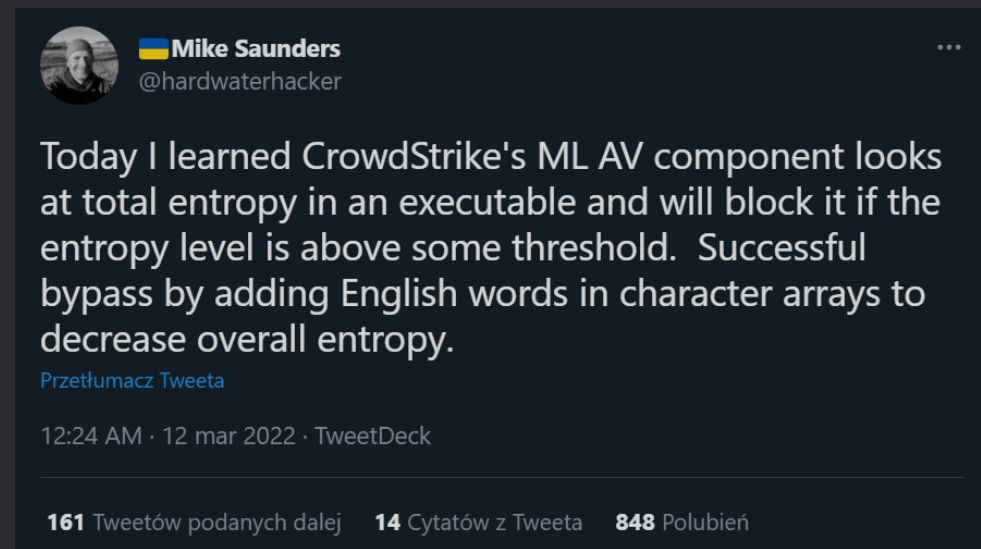 Mike Saunders
@hardwaterhacker
Today I learned CrowdStrike's ML AV component looks
at total entropy in an executable and will block it if the
entropy level is above some threshold.  Successful
bypass by adding English words in character arrays to
decrease overall entropy.
Przetłumacz Tweeta
12:24 AM · 12 mar 2022 · TweetDeck
161 Tweetów podanych dalej 14 Cytatów z Tweeta 848 Polubień